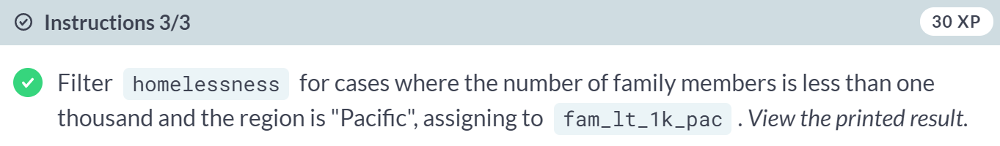 Instructions 3/3
30 XP
Filter homelessness for cases where the number of family members is less than one
thousand and the region is "Pacific", assigning to fam_lt_1k_pac . View the printed result.